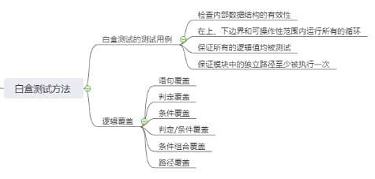 白盒测试方法
白盒测试的测试用例
检查内部数据结构的有效性
在上、下边界和可操作性范围内运行所有的循环
保证所有的逻辑值均被测试
保证模块中的独立路径至少被执行一次
逻辑覆盖
语句覆盖
判定覆盖
条件覆盖
判定/条件覆盖
条件组合覆盖
路径覆盖